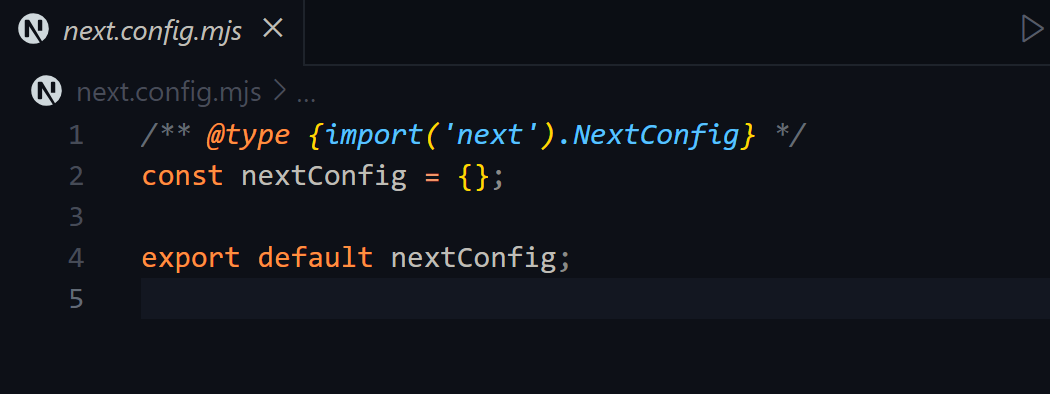 next.config.mjs
next.config.mjs > ...
1 /** @type {import('next').NextConfig} */
2 const nextConfig = {};
3
4 export default nextConfig;
5